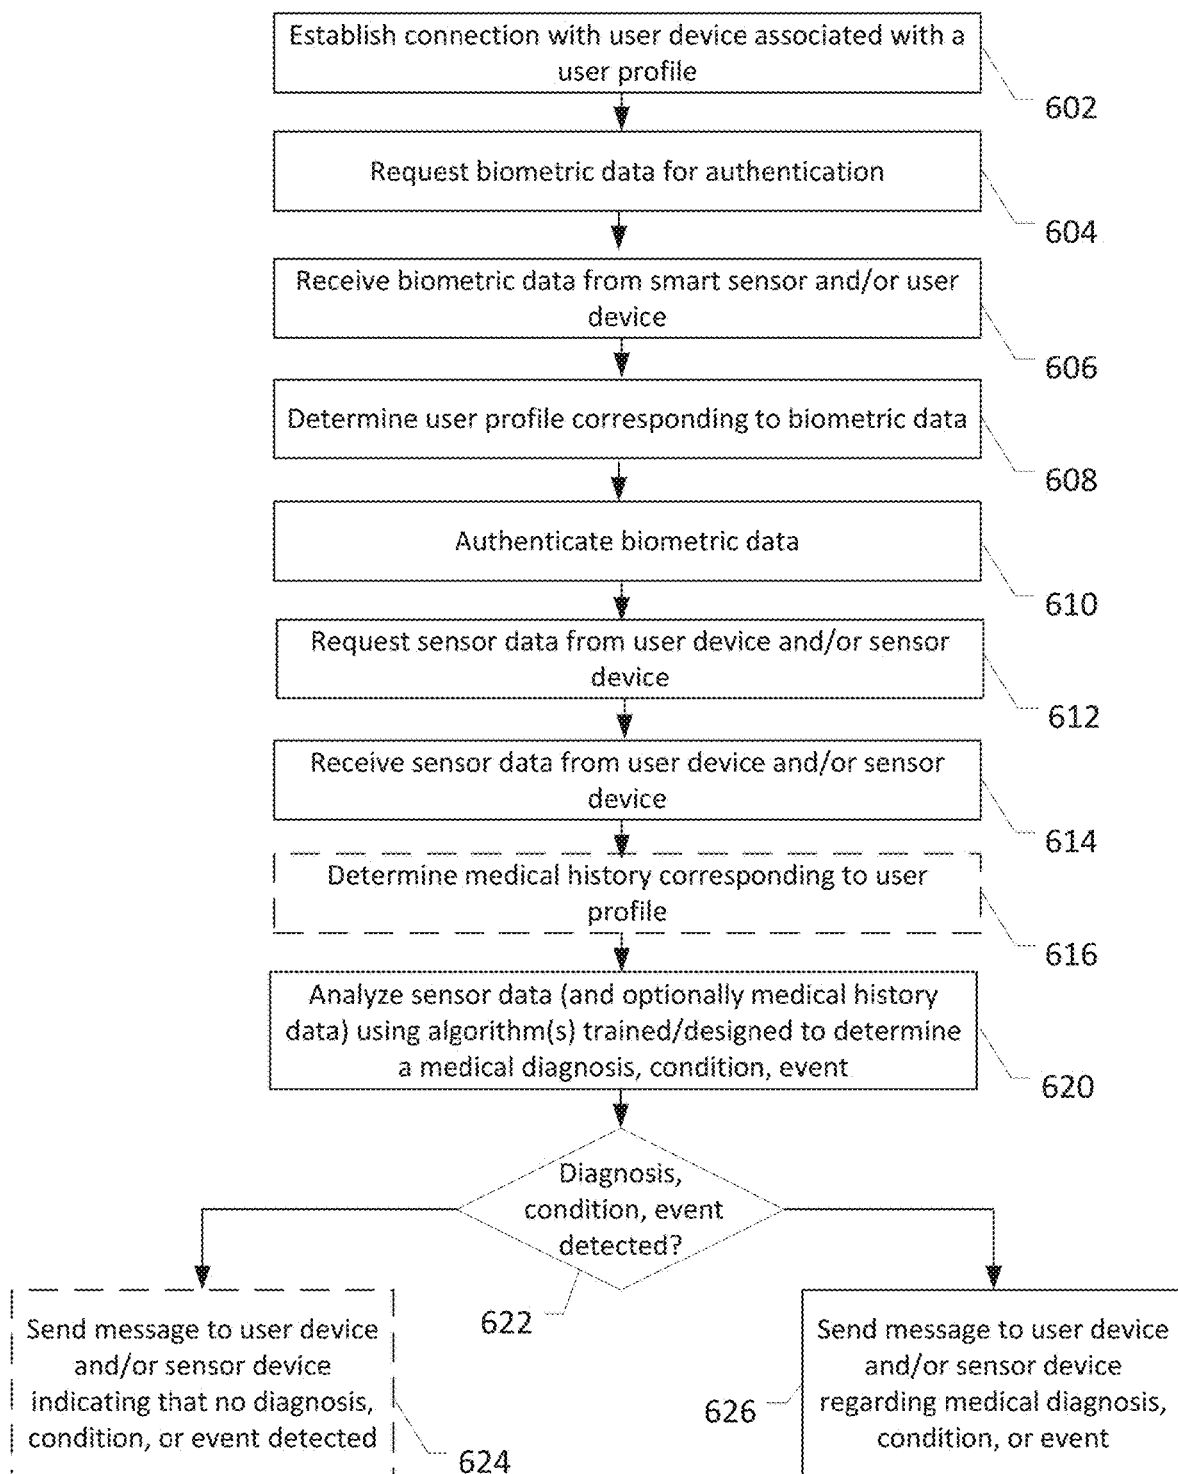 Establish connection with user device associated with a
user profile
602
Request biometric data for authentication
604
Receive biometric data from smart sensor and/or user
device
606
Determine user profile corresponding to biometric data
608
Authenticate biometric data
610
Request sensor data from user device and/or sensor
device
612
Receive sensor data from user device and/or sensor
device
614
Determine medical history corresponding to user
profile
616
Analyze sensor data (and optionally medical history
data) using algorithm(s) trained/designed to determine
a medical diagnosis, condition, event
620
Diagnosis,
condition, event
detected?
622
Send message to user device
and/or sensor device
indicating that no diagnosis,
condition, or event detected
624
Send message to user device
and/or sensor device
regarding medical diagnosis,
condition, or event
626